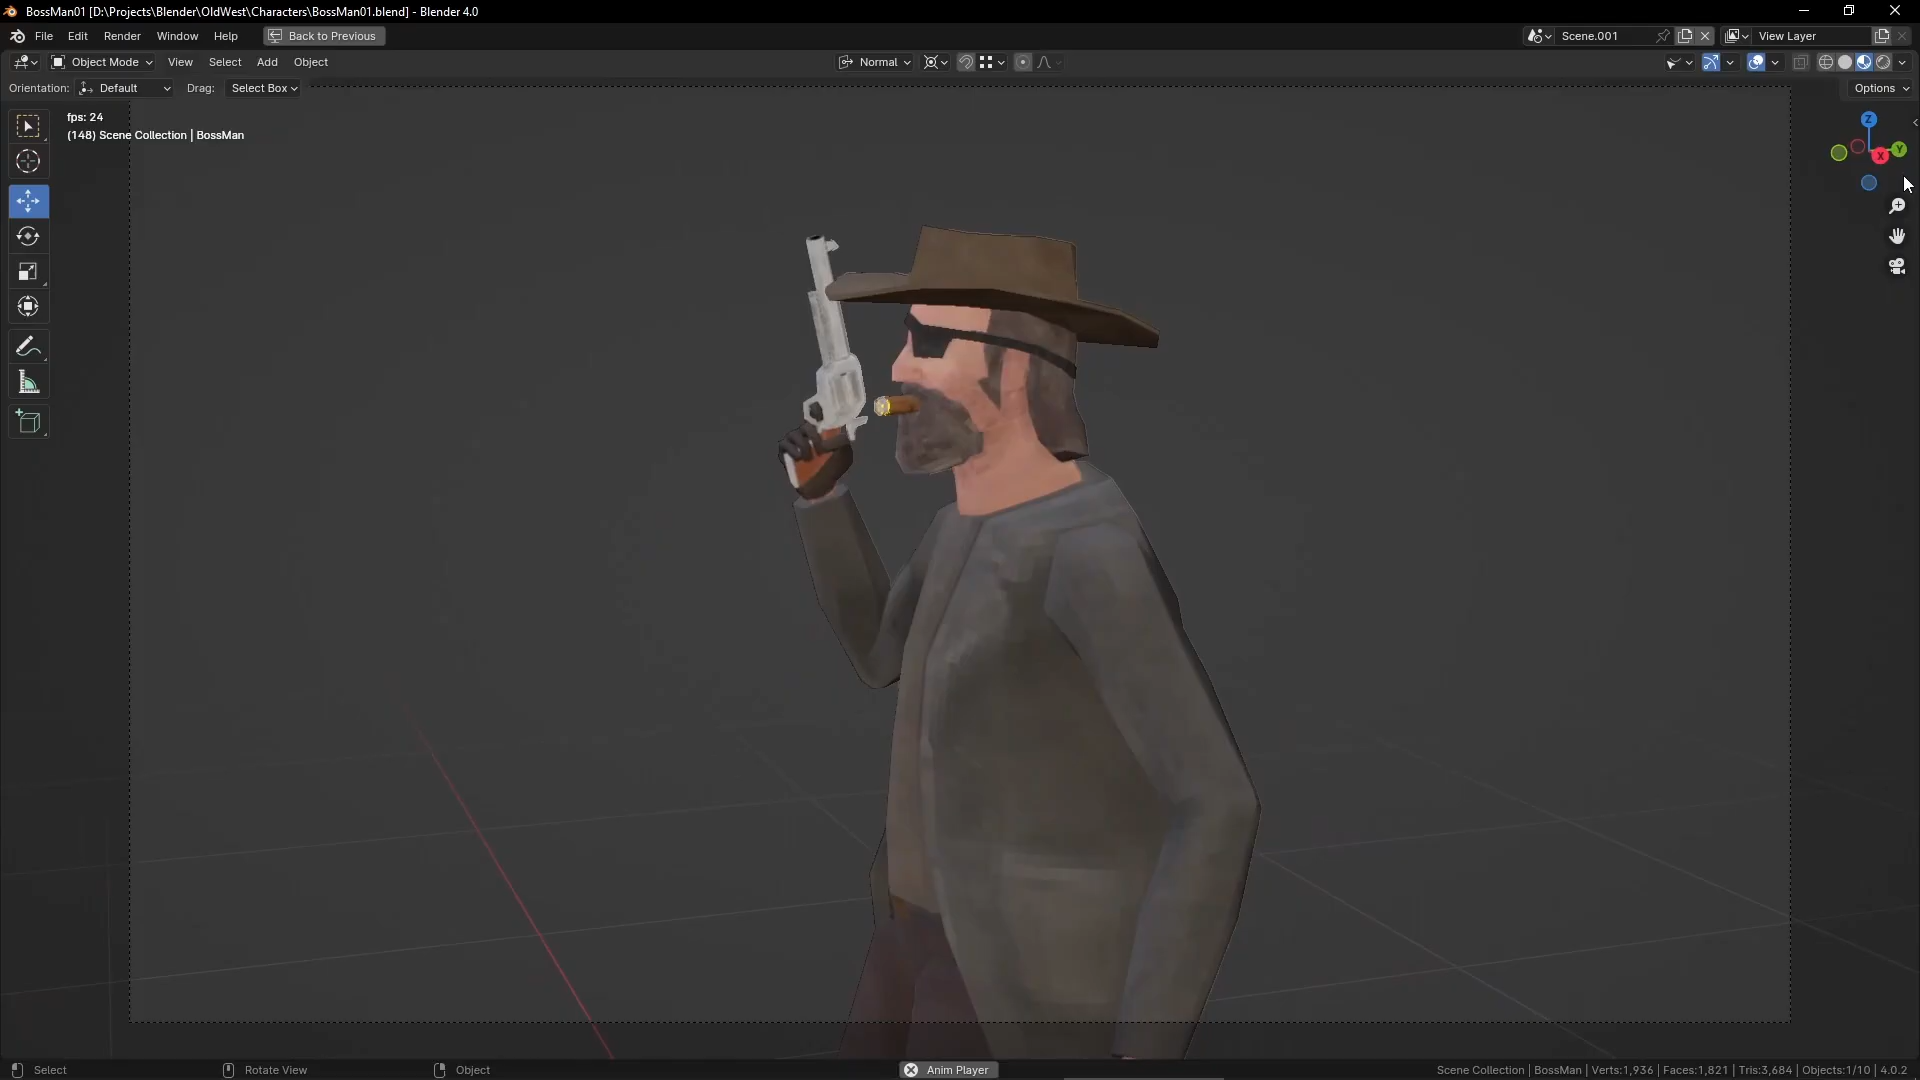 BossMan01 [D:\Projects\Blender\OldWest\Characters\BossMan01.blend] - Blender 4.0
File Edit Render Window Help Back to Previous Scene.001 View Layer
Object Mode View Select Add Object Normal
Orientation: Default Drag: Select Box Options
fps: 24
(148) Scene Collection | BossMan
Z
Y
X
Select Rotate View Object Anim Player Scene Collection | BossMan | Verts:1,936 | Faces:1,821 | Tris:3,684 | Objects:1/10 | 4.0.2